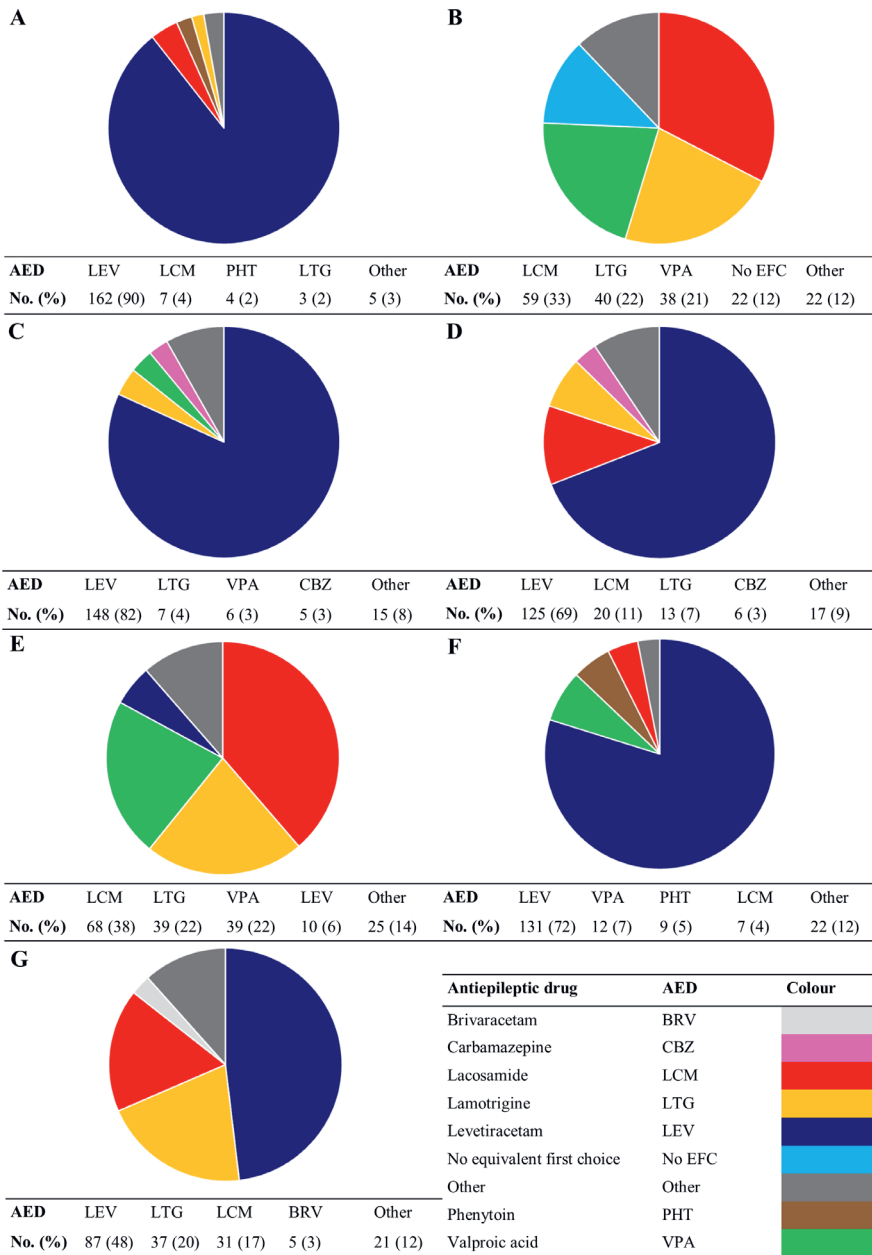 A
AED LEV LCM PHT LTG Other
No. (%) 162 (90) 7 (4) 4 (2) 3 (2) 5 (3)
B
AED LCM LTG VPA No EFC Other
No. (%) 59 (33) 40 (22) 38 (21) 22 (12) 22 (12)
C
AED LEV LTG VPA CBZ Other
No. (%) 148 (82) 7 (4) 6 (3) 5 (3) 15 (8)
D
AED LEV LCM LTG CBZ Other
No. (%) 125 (69) 20 (11) 13 (7) 6 (3) 17 (9)
E
AED LCM LTG VPA LEV Other
No. (%) 68 (38) 39 (22) 39 (22) 10 (6) 25 (14)
F
AED LEV VPA PHT LCM Other
No. (%) 131 (72) 12 (7) 9 (5) 7 (4) 22 (12)
G
AED LEV LTG LCM BRV Other
No. (%) 87 (48) 37 (20) 31 (17) 5 (3) 21 (12)
Antiepileptic drug AED Colour
Brivaracetam BRV
Carbamazepine CBZ
Lacosamide LCM
Lamotrigine LTG
Levetiracetam LEV
No equivalent first choice No EFC
Other Other
Phenytoin PHT
Valproic acid VPA